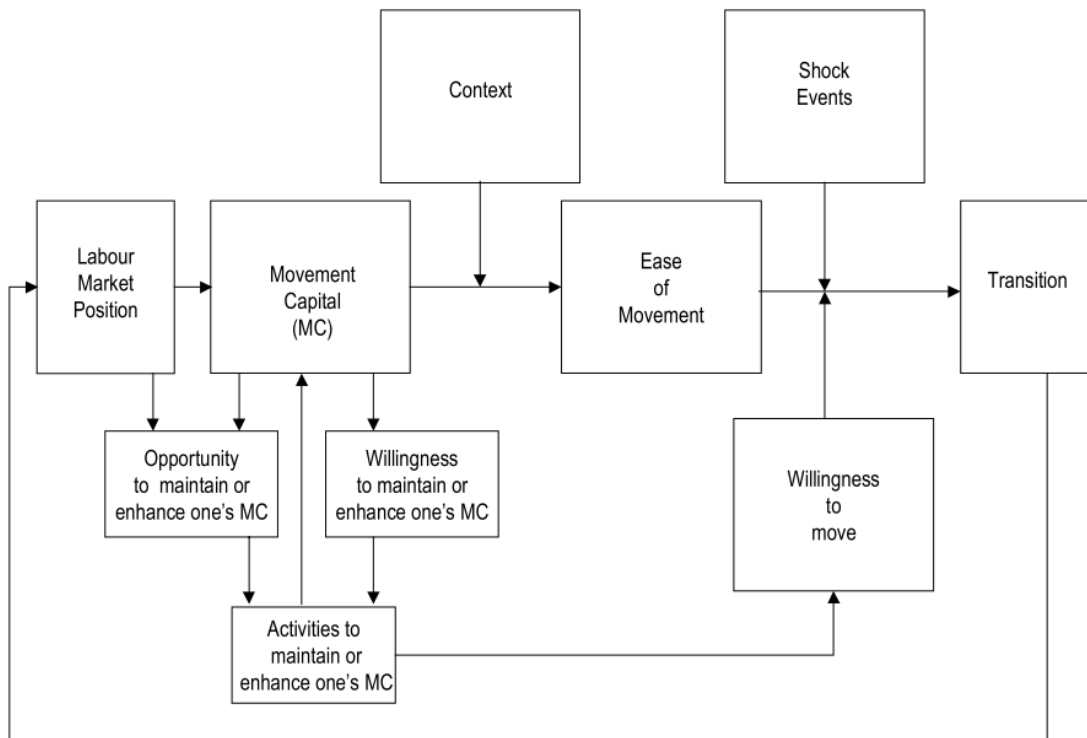 Context
Shock
Events
Labour
Market
Position
Movement
Capital
(MC)
Ease
of
Movement
Transition
Opportunity
to maintain or
enhance one's MC
Willingness
to maintain or
enhance one's MC
Willingness
to
move
Activities to
maintain or
enhance one's MC